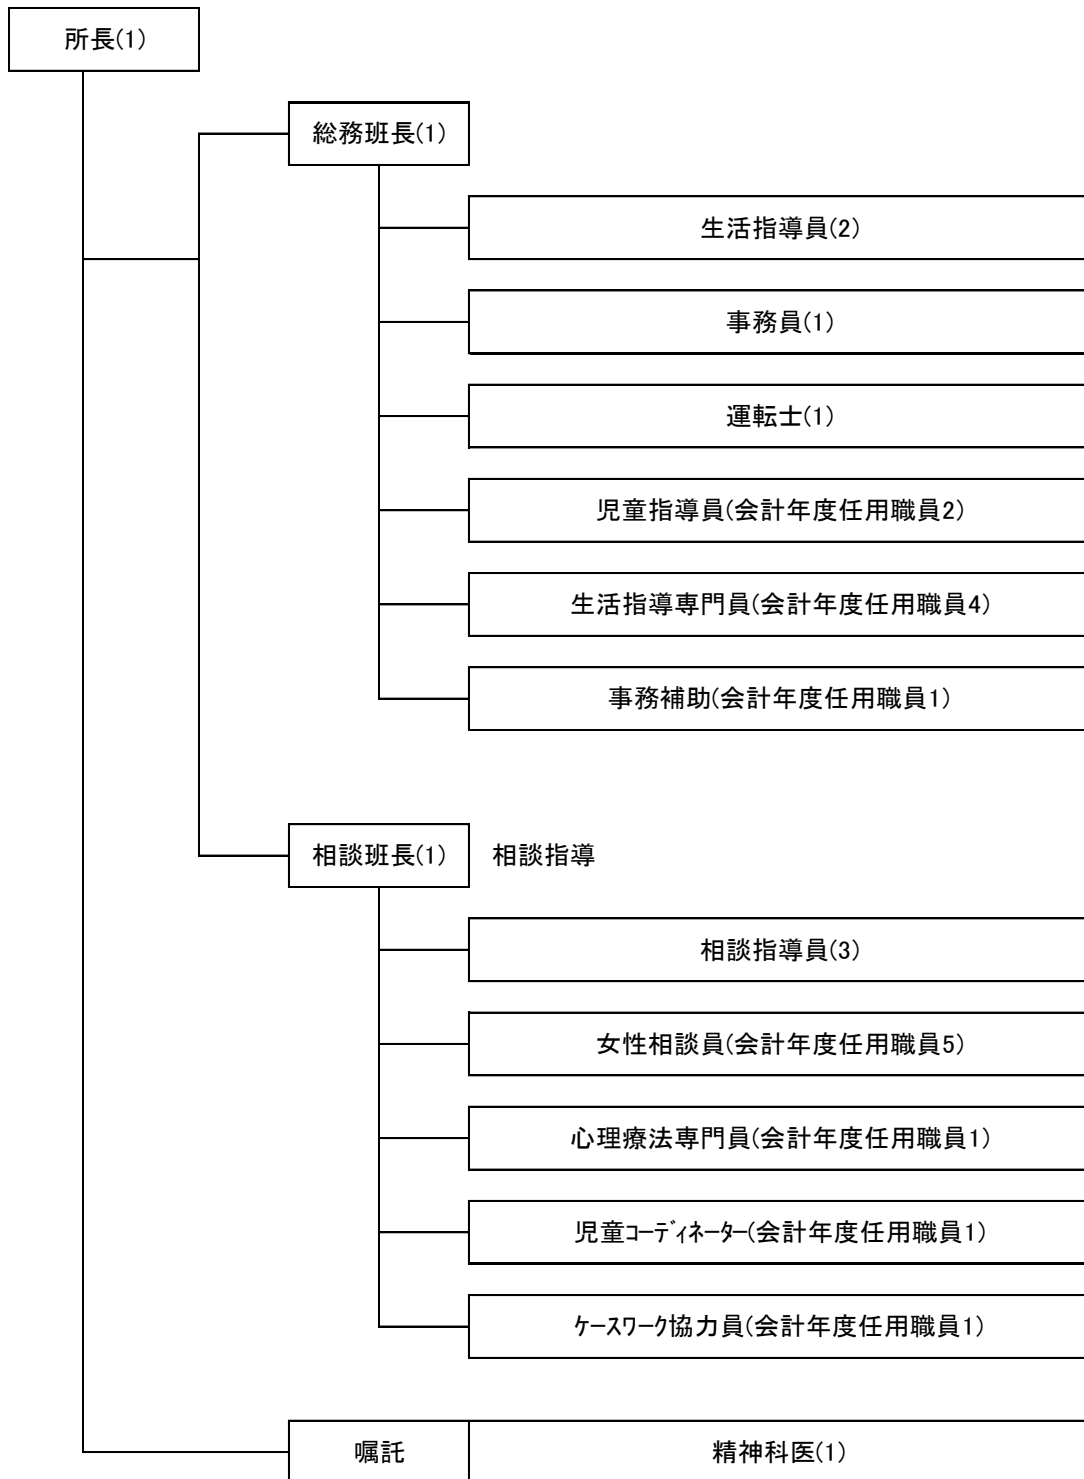 所長(1)
総務班長(1)
生活指導員(2)
事務員(1)
運転士(1)
児童指導員(会計年度任用職員2)
生活指導専門員(会計年度任用職員4)
事務補助(会計年度任用職員1)
相談班長(1) 相談指導
相談指導員(3)
女性相談員(会計年度任用職員5)
心理療法専門員(会計年度任用職員1)
児童ｺｰﾃﾞｨﾈｰﾀｰ(会計年度任用職員1)
ｹｰｽﾜｰｸ協力員(会計年度任用職員1)
嘱託 精神科医(1)